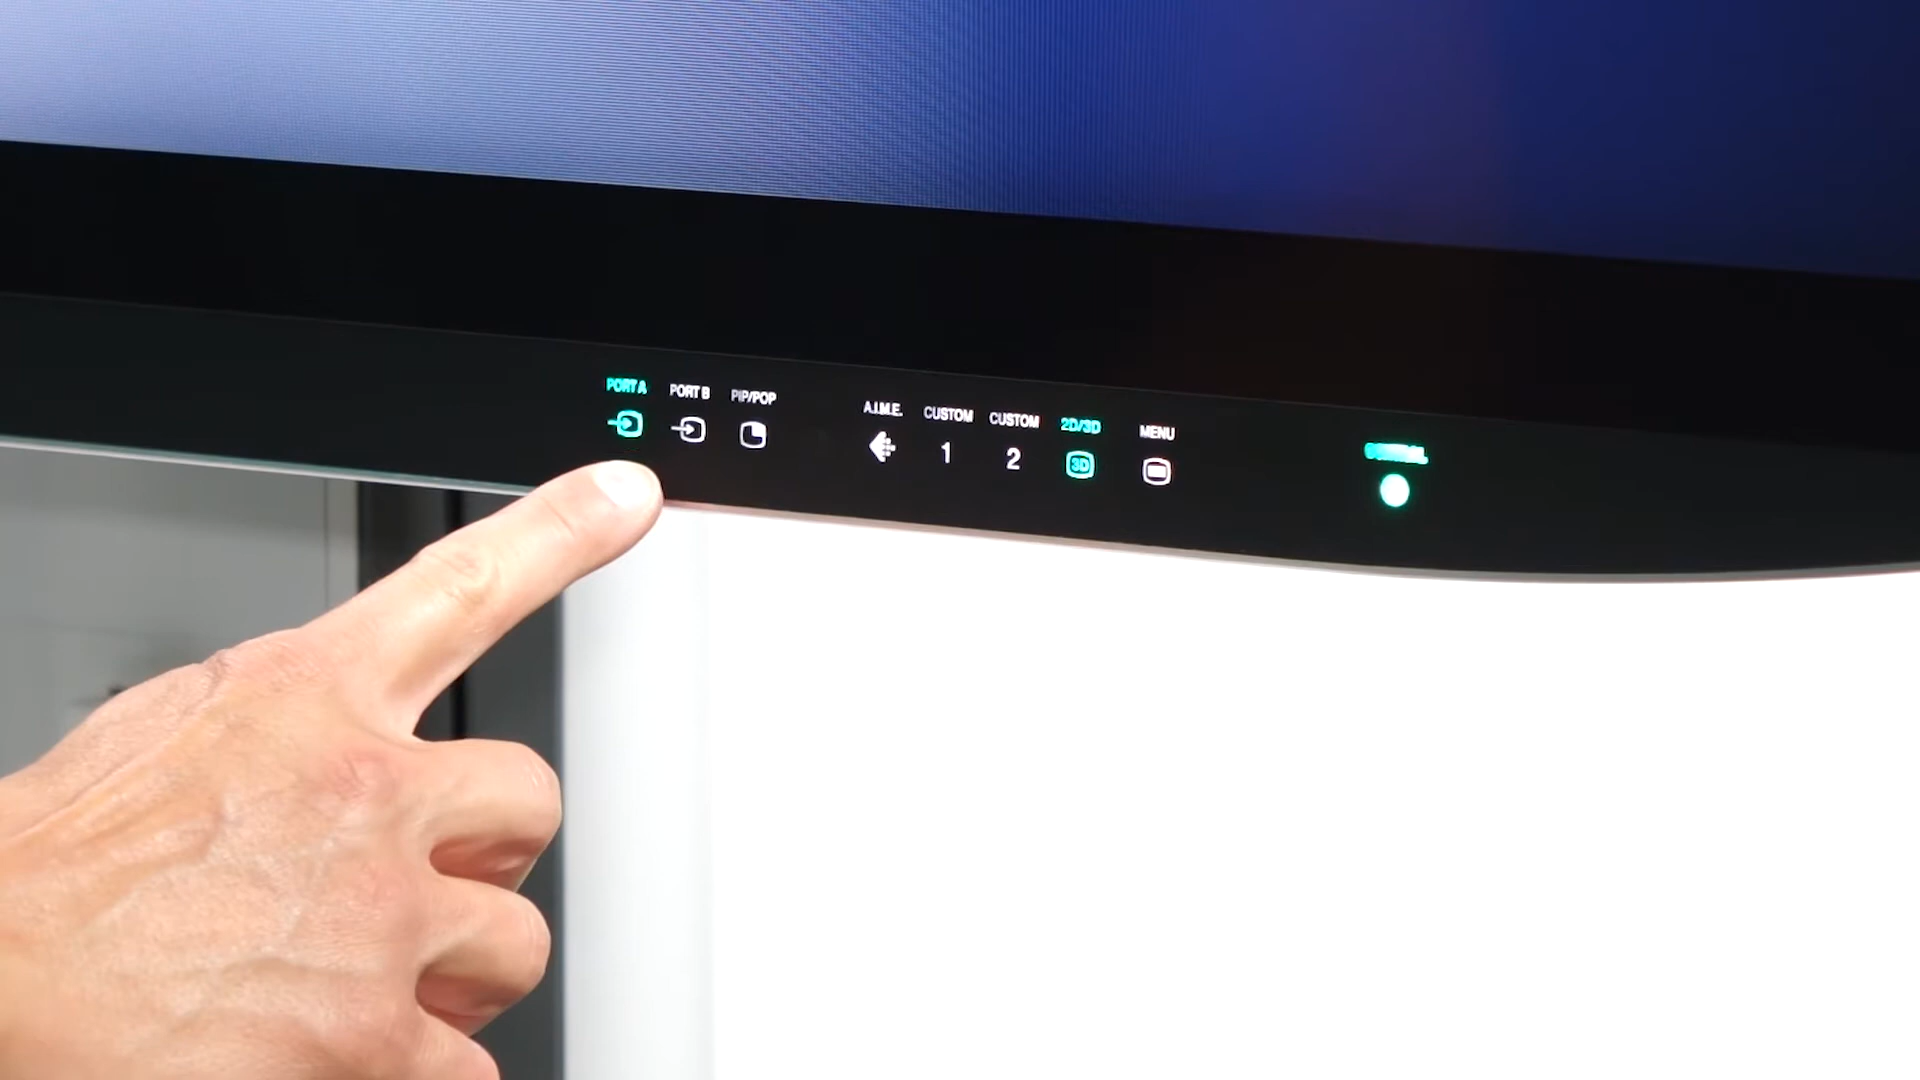 PORT A
PORT B
PIP/POP
A.I.M.E.
CUSTOM
1
CUSTOM
2
2D/3D
3D
MENU